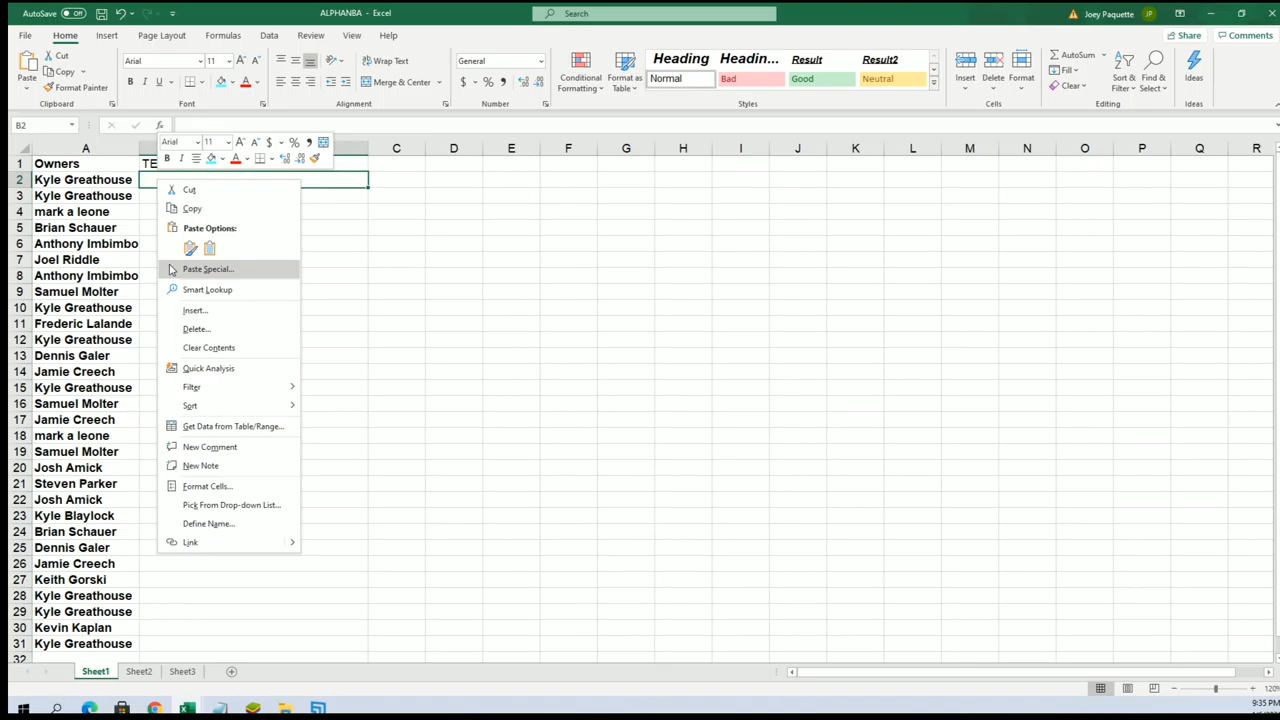 AutoSave Off ALPHANBA - Excel Search Joey Paquette JP
File Home Insert Page Layout Formulas Data Review View Help Share Comments
Paste Cut Copy Format Painter Clipboard
Arial 11 A A B I U A Font
Wrap Text Merge & Center Alignment
General $ % , Number
Conditional Formatting Format as Table
Heading Headin... Result Result2
Normal Bad Good Neutral
Styles
Insert Delete Format Cells
AutoSum Fill Clear Sort & Filter Find & Select Editing
Ideas Ideas
B2 fx
Arial 11 A A $ % ,
B I A
A C D E F G H I J K L M N O P Q R
1 Owners TE
2 Kyle Greathouse
3 Kyle Greathouse
4 mark a leone
5 Brian Schauer
6 Anthony Imbimbo
7 Joel Riddle
8 Anthony Imbimbo
9 Samuel Molter
10 Kyle Greathouse
11 Frederic Lalande
12 Kyle Greathouse
13 Dennis Galer
14 Jamie Creech
15 Kyle Greathouse
16 Samuel Molter
17 Jamie Creech
18 mark a leone
19 Samuel Molter
20 Josh Amick
21 Steven Parker
22 Josh Amick
23 Kyle Blaylock
24 Brian Schauer
25 Dennis Galer
26 Jamie Creech
27 Keith Gorski
28 Kyle Greathouse
29 Kyle Greathouse
30 Kevin Kaplan
31 Kyle Greathouse
32
Cut
Copy
Paste Options:
Paste Special...
Smart Lookup
Insert...
Delete...
Clear Contents
Quick Analysis
Filter
Sort
Get Data from Table/Range...
New Comment
New Note
Format Cells...
Pick From Drop-down List...
Define Name...
Link
Sheet1 Sheet2 Sheet3
120%
9:35 PM